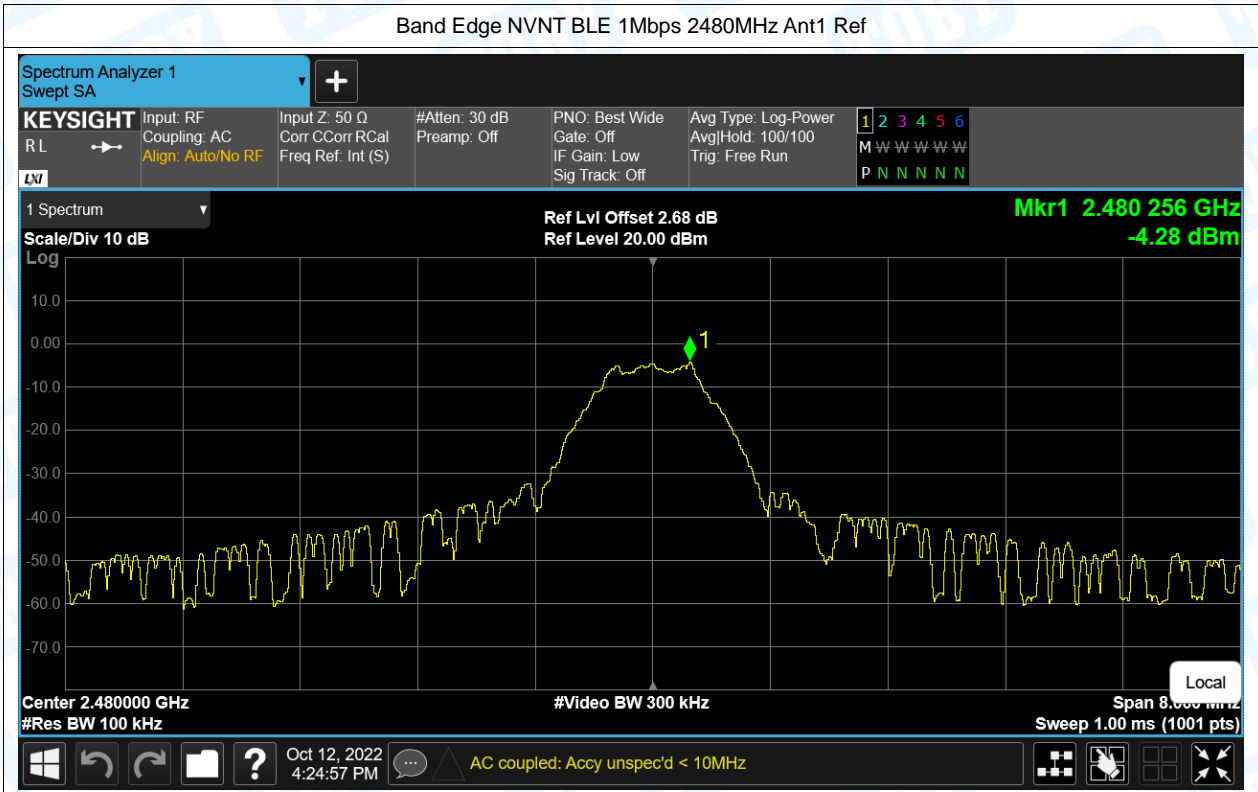 Band Edge NVNT BLE 1Mbps 2480MHz Ant1 Ref
Spectrum Analyzer 1
Swept SA
KEYSIGHT
R L
LXI
Input: RF
Coupling: AC
Align: Auto/No RF
Input Z: 50 Ω
Corr CCorr RCal
Freq Ref: Int (S)
#Atten: 30 dB
Preamp: Off
PNO: Best Wide
Gate: Off
IF Gain: Low
Sig Track: Off
Avg Type: Log-Power
Avg|Hold: 100/100
Trig: Free Run
1 2 3 4 5 6
M W W W W W
P N N N N N
1 Spectrum
Scale/Div 10 dB
Ref Lvl Offset 2.68 dB
Ref Level 20.00 dBm
Mkr1 2.480 256 GHz
-4.28 dBm
Log
10.0
0.00
-10.0
-20.0
-30.0
-40.0
-50.0
-60.0
-70.0
1
Local
Center 2.480000 GHz
#Res BW 100 kHz
#Video BW 300 kHz
Span 8.000 MHz
Sweep 1.00 ms (1001 pts)
?
Oct 12, 2022
4:24:57 PM
AC coupled: Accy unspec'd < 10MHz